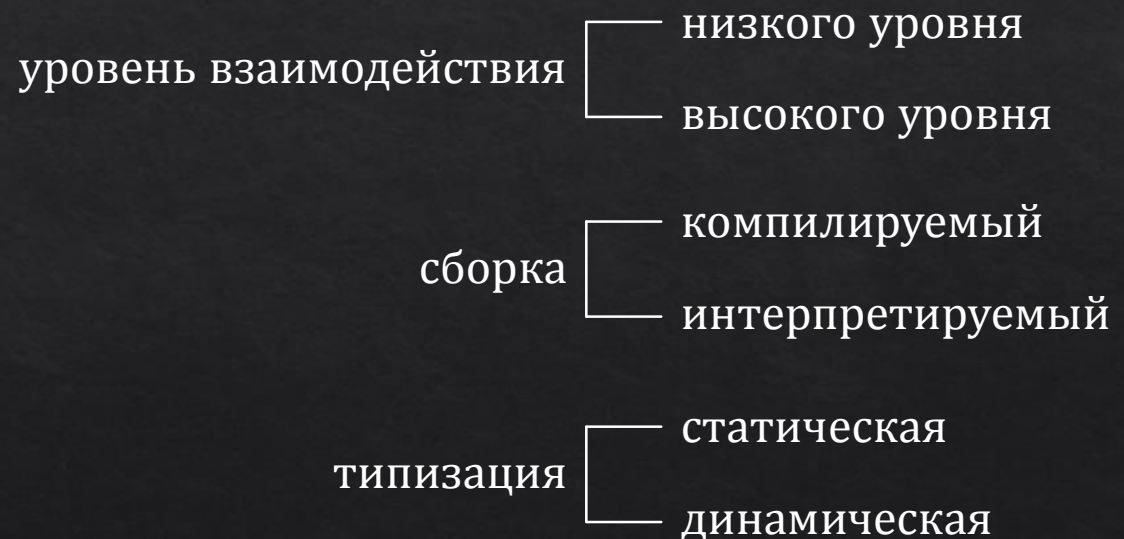 уровень взаимодействия
низкого уровня
высокого уровня
сборка
компилируемый
интерпретируемый
типизация
статическая
динамическая